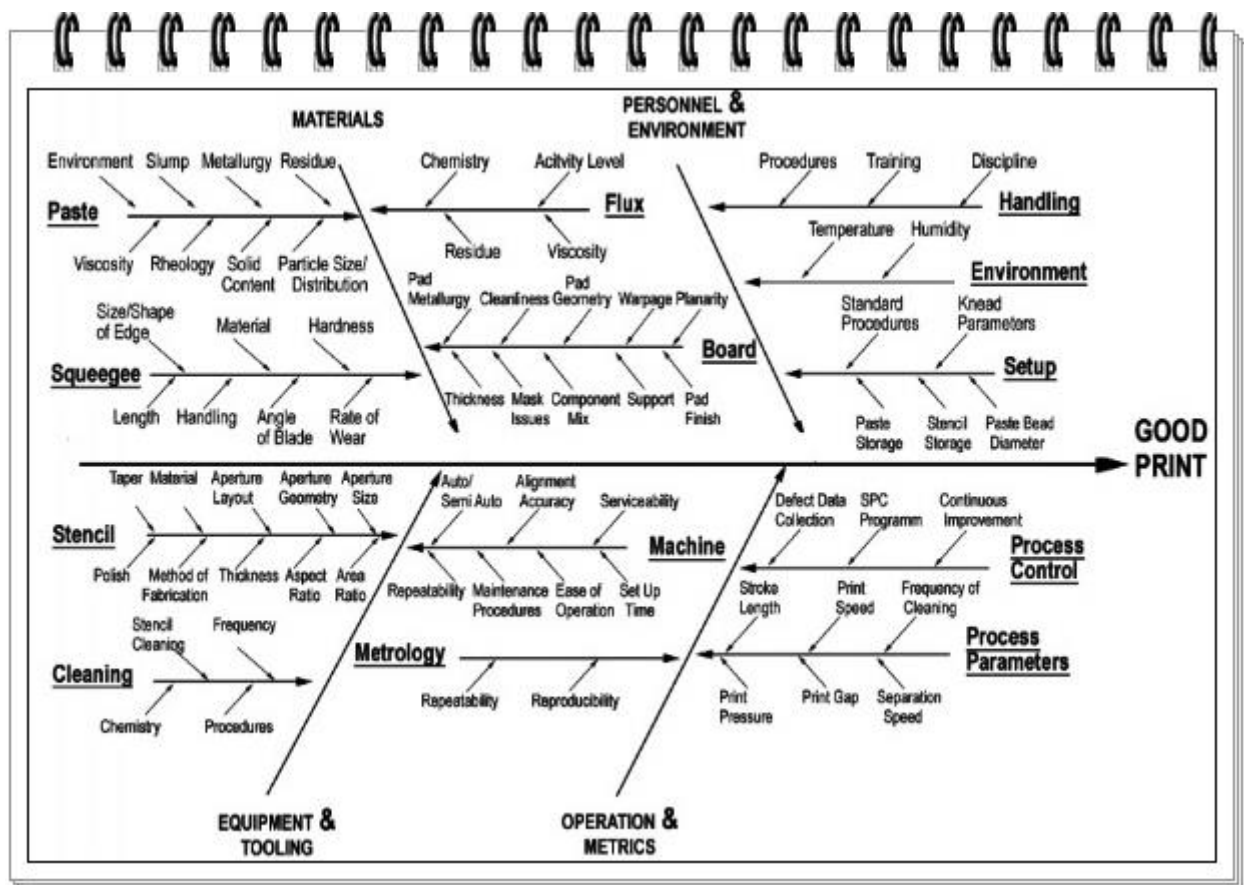 MATERIALS
PERSONNEL &
ENVIRONMENT
Environment Slump Metallurgy Residue
Paste
Viscosity Rheology Solid
Content Particle Size/
Distribution
Chemistry Acitvity Level
Flux
Residue Viscosity
Procedures Training Discipline
Handling
Temperature Humidity
Environment
Size/Shape
of Edge Material Hardness
Squeegee
Length Handling Angle
of Blade Rate of
Wear
Pad
Metallurgy Cleanliness Pad
Geometry Warpage Planarity
Board
Thickness Mask
Issues Component
Mix Support Pad
Finish
Standard
Procedures Knead
Parameters
Setup
Paste
Storage Stencil
Storage Paste Bead
Diameter
GOOD
PRINT
Taper Material Aperture
Layout Aperture
Geometry Aperture
Size
Stencil
Polish Method of
Fabrication Thickness Aspect
Ratio Area
Ratio
Auto/
Semi Auto Alignment
Accuracy Serviceability
Machine
Repeatability Maintenance
Procedures Ease of
Operation Set Up
Time
Defect Data
Collection SPC
Programm Continuous
Improvement
Process
Control
Stencil
Cleaning Frequency
Cleaning
Chemistry Procedures
Metrology
Repeatability Reproducibility
Stroke
Length Print
Speed Frequency of
Cleaning
Process
Parameters
Print
Pressure Print Gap Separation
Speed
EQUIPMENT &
TOOLING
OPERATION &
METRICS